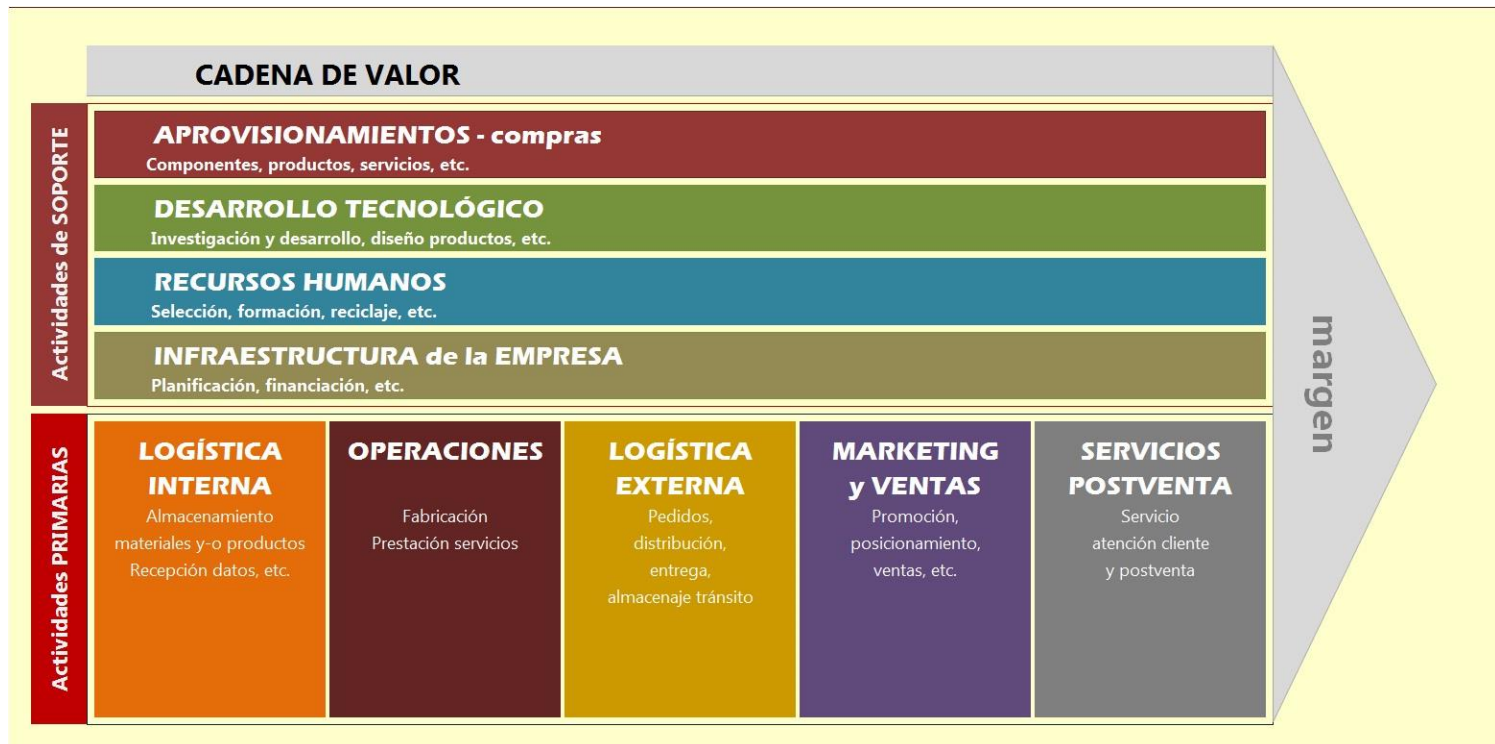 CADENA DE VALOR
Actividades de SOPORTE
APROVISIONAMIENTOS - compras
Componentes, productos, servicios, etc.
DESARROLLO TECNOLÓGICO
Investigación y desarrollo, diseño productos, etc.
RECURSOS HUMANOS
Selección, formación, reciclaje, etc.
INFRAESTRUCTURA de la EMPRESA
Planificación, financiación, etc.
Actividades PRIMARIAS
LOGÍSTICA
INTERNA
Almacenamiento
materiales y-o productos
Recepción datos, etc.
OPERACIONES
Fabricación
Prestación servicios
LOGÍSTICA
EXTERNA
Pedidos,
distribución,
entrega,
almacenaje tránsito
MARKETING
y VENTAS
Promoción,
posicionamiento,
ventas, etc.
SERVICIOS
POSTVENTA
Servicio
atención cliente
y postventa
margen